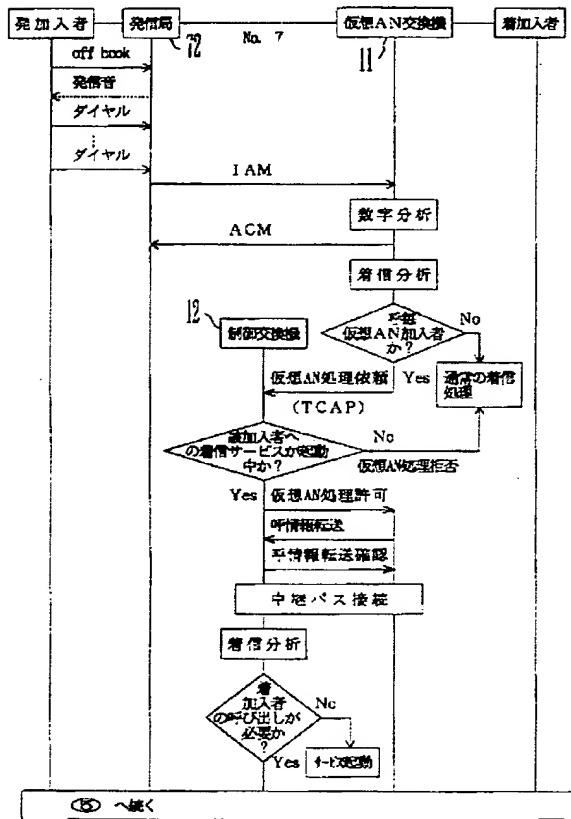 発加入者 発信局 No. 7 仮想AN交換機 着加入者
12 11
off hook
発信音
ダイヤル
ダイヤル
IAM
数字分析
ACM
着信分析
12
制御交換機
呼毎
仮想AN加入者
か？
No
Yes
通常の着信
処理
仮想AN処理依頼
(TCAP)
該加入者へ
の着信サービスか起動
中か？
No
仮想AN処理拒否
Yes
仮想AN処理許可
呼情報転送
呼情報転送確認
中継パス接続
着信分析
着
加入者
の呼び出しが
必要か
？
No
Yes
サービス起動
へ続く